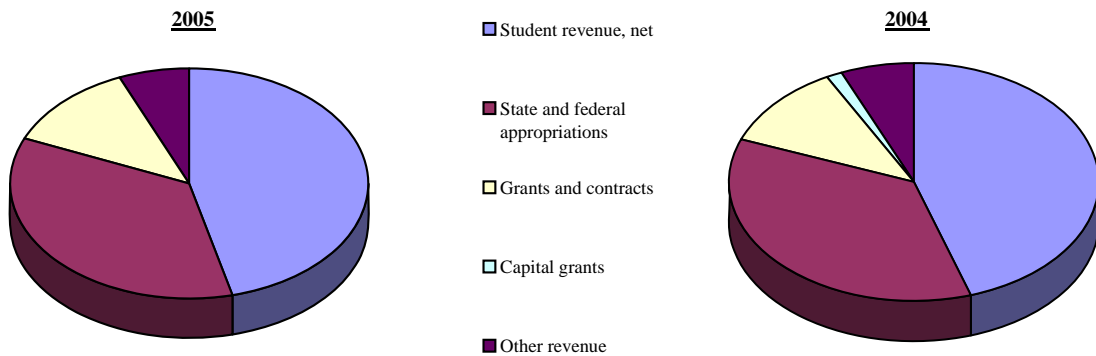 2005
Student revenue, net
State and federal
appropriations
Grants and contracts
Capital grants
Other revenue
2004